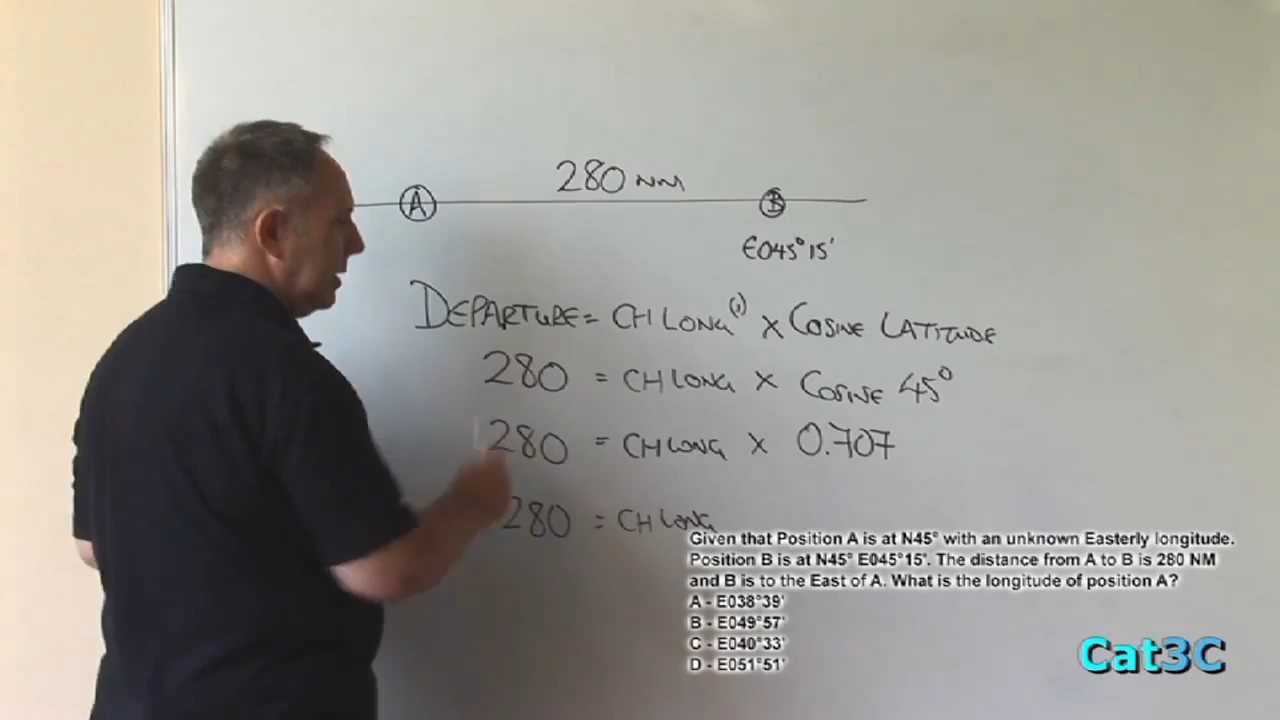 280 NM
A B
E045°15'
DEPARTURE = CH LONG(') x COSINE LATITUDE
280 = CH LONG x COSINE 45°
280 = CH LONG x 0.707
280 = CH LONG
Given that Position A is at N45° with an unknown Easterly longitude.
Position B is at N45° E045°15'. The distance from A to B is 280 NM
and B is to the East of A. What is the longitude of position A?
A - E038°39'
B - E049°57'
C - E040°33'
D - E051°51'
Cat3C